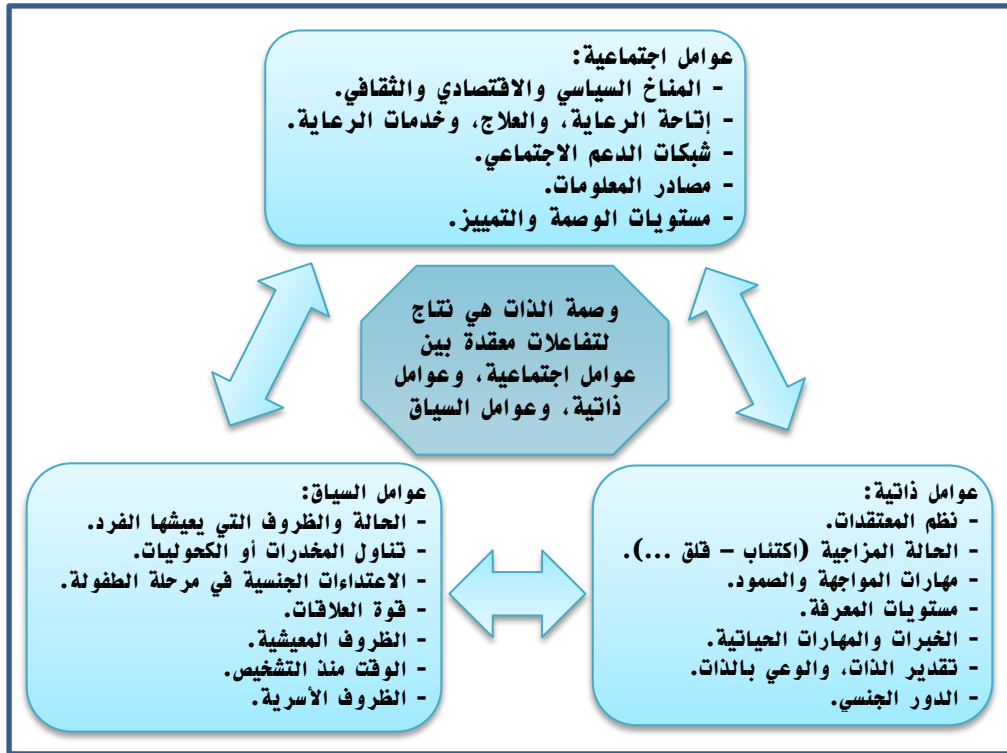 عوامل اجتماعية:
- المناخ السياسي والاقتصادي والثقافي.
- إتاحة الرعاية، والعلاج، وخدمات الرعاية.
- شبكات الدعم الاجتماعي.
- مصادر المعلومات.
- مستويات الوصمة والتمييز.
وصمة الذات هي نتاج
لتفاعلات معقدة بين
عوامل اجتماعية، وعوامل
ذاتية، وعوامل السياق
عوامل ذاتية:
- نظم المعتقدات.
- الحالة المزاجية (اكتئاب – قلق ...).
- مهارات المواجهة والصمود.
- مستويات المعرفة.
- الخبرات والمهارات الحياتية.
- تقدير الذات، والوعي بالذات.
- الدور الجنسي.
عوامل السياق:
- الحالة والظروف التي يعيشها الفرد.
- تناول المخدرات أو الكحوليات.
- الاعتداءات الجنسية في مرحلة الطفولة.
- قوة العلاقات.
- الظروف المعيشية.
- الوقت منذ التشخيص.
- الظروف الأسرية.